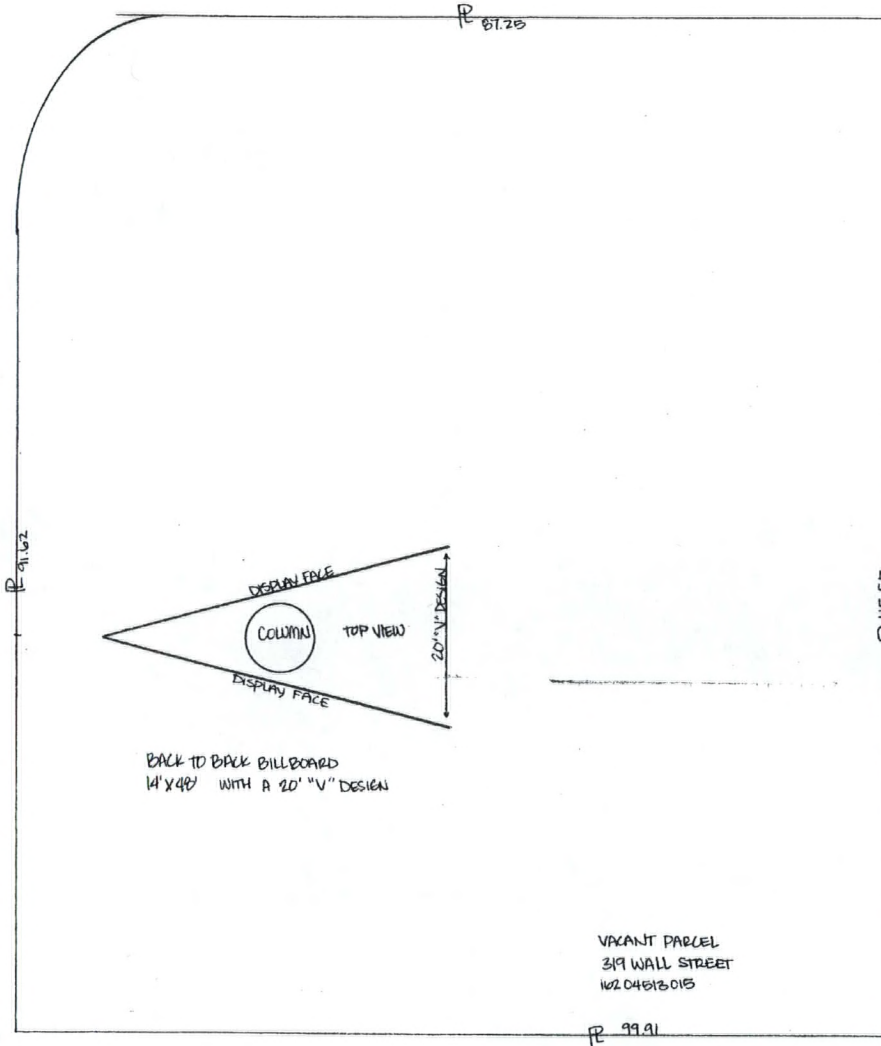 PL 87.25
PL 91.62
DISPLAY FACE
COLUMN
TOP VIEW
20' "V" DESIGN
DISPLAY FACE
BACK TO BACK BILLBOARD
14'X48' WITH A 20' "V" DESIGN
VACANT PARCEL
319 WALL STREET
16204513015
PL 99.91